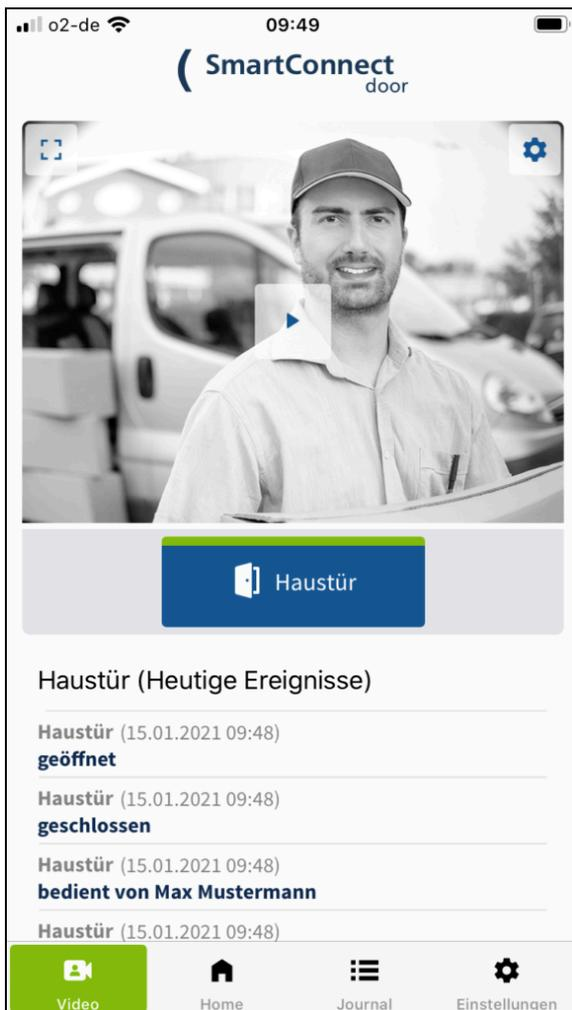 o2-de 09:49
SmartConnect
door
Haustür
Haustür (Heutige Ereignisse)
Haustür (15.01.2021 09:48)
geöffnet
Haustür (15.01.2021 09:48)
geschlossen
Haustür (15.01.2021 09:48)
bedient von Max Mustermann
Haustür (15.01.2021 09:48)
Video Home Journal Einstellungen